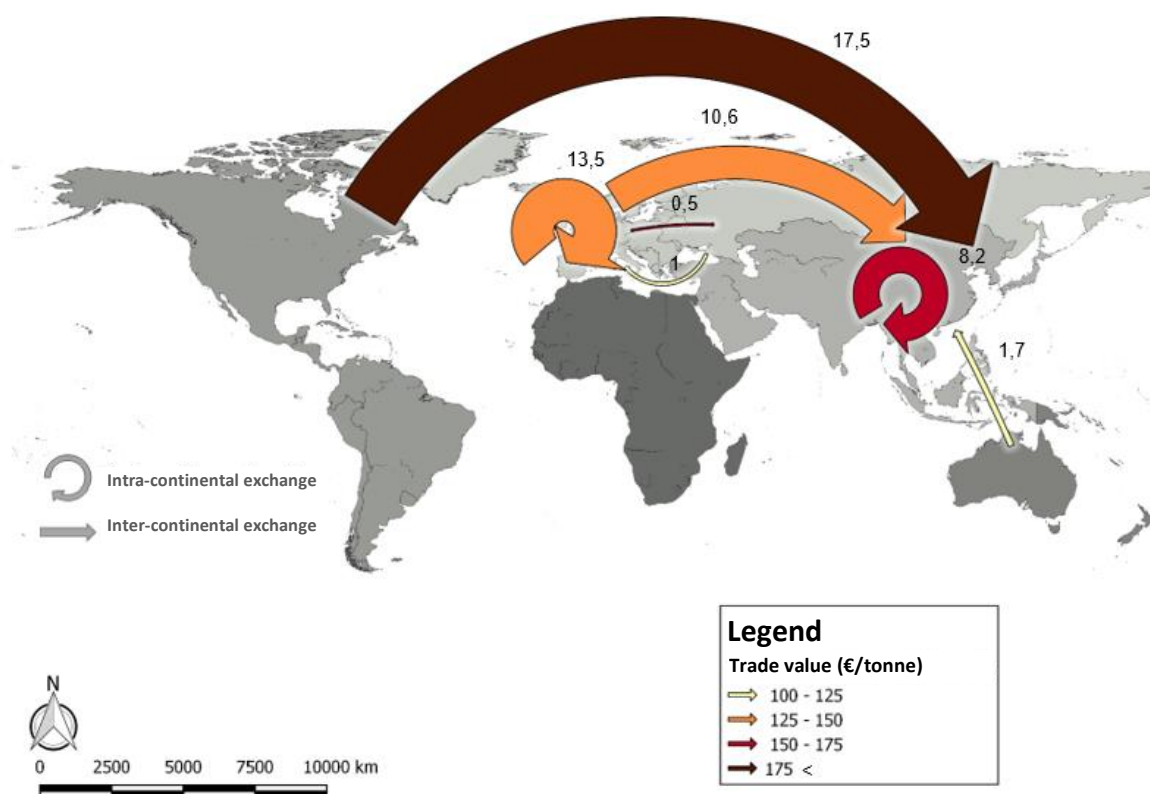 17,5
10,6
13,5
0,5
8,2
1
1,7
Intra-continental exchange
Inter-continental exchange
Legend
Trade value (€/tonne)
100 - 125
125 - 150
150 - 175
175 <
N
0 2500 5000 7500 10000 km